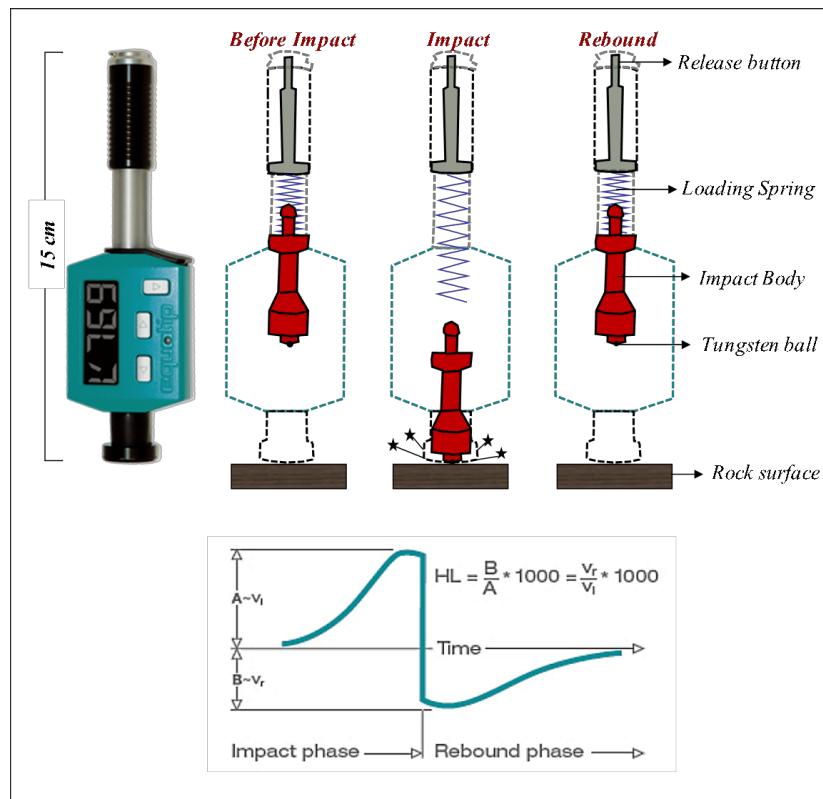 Before Impact
Impact
Rebound
Release button
Loading Spring
15 cm
Impact Body
Tungsten ball
Rock surface
HL = B/A * 1000 = vr/vI * 1000
A~vI
Time
B~vr
Impact phase
Rebound phase